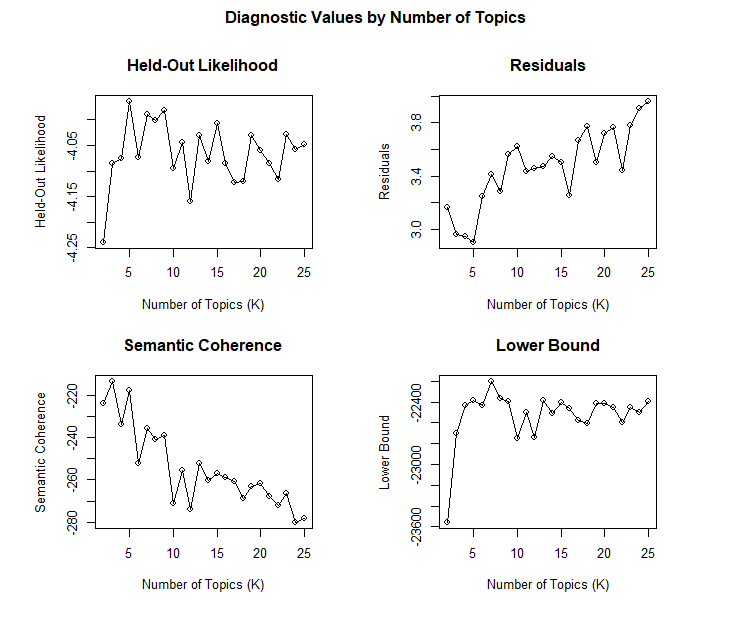 Diagnostic Values by Number of Topics
Held-Out Likelihood
Held-Out Likelihood
-4.05
-4.15
-4.25
5 10 15 20 25
Number of Topics (K)
Residuals
Residuals
3.8
3.4
3.0
5 10 15 20 25
Number of Topics (K)
Semantic Coherence
Semantic Coherence
-220
-240
-260
-280
5 10 15 20 25
Number of Topics (K)
Lower Bound
Lower Bound
-22400
-23000
-23600
5 10 15 20 25
Number of Topics (K)